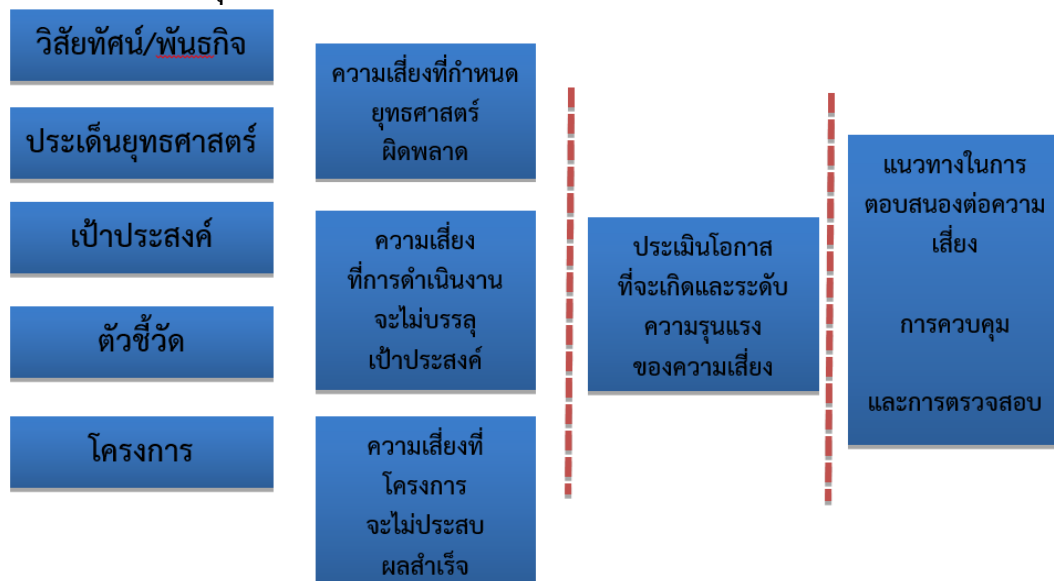 วิสัยทัศน์/พันธกิจ
ประเด็นยุทธศาสตร์
เป้าประสงค์
ตัวชี้วัด
โครงการ
ความเสี่ยงที่กำหนด
ยุทธศาสตร์
ผิดพลาด
ความเสี่ยง
ที่การดำเนินงาน
จะไม่บรรลุ
เป้าประสงค์
ความเสี่ยงที่
โครงการ
จะไม่ประสบ
ผลสำเร็จ
ประเมินโอกาส
ที่จะเกิดและระดับ
ความรุนแรง
ของความเสี่ยง
แนวทางในการ
ตอบสนองต่อความ
เสี่ยง
การควบคุม
และการตรวจสอบ